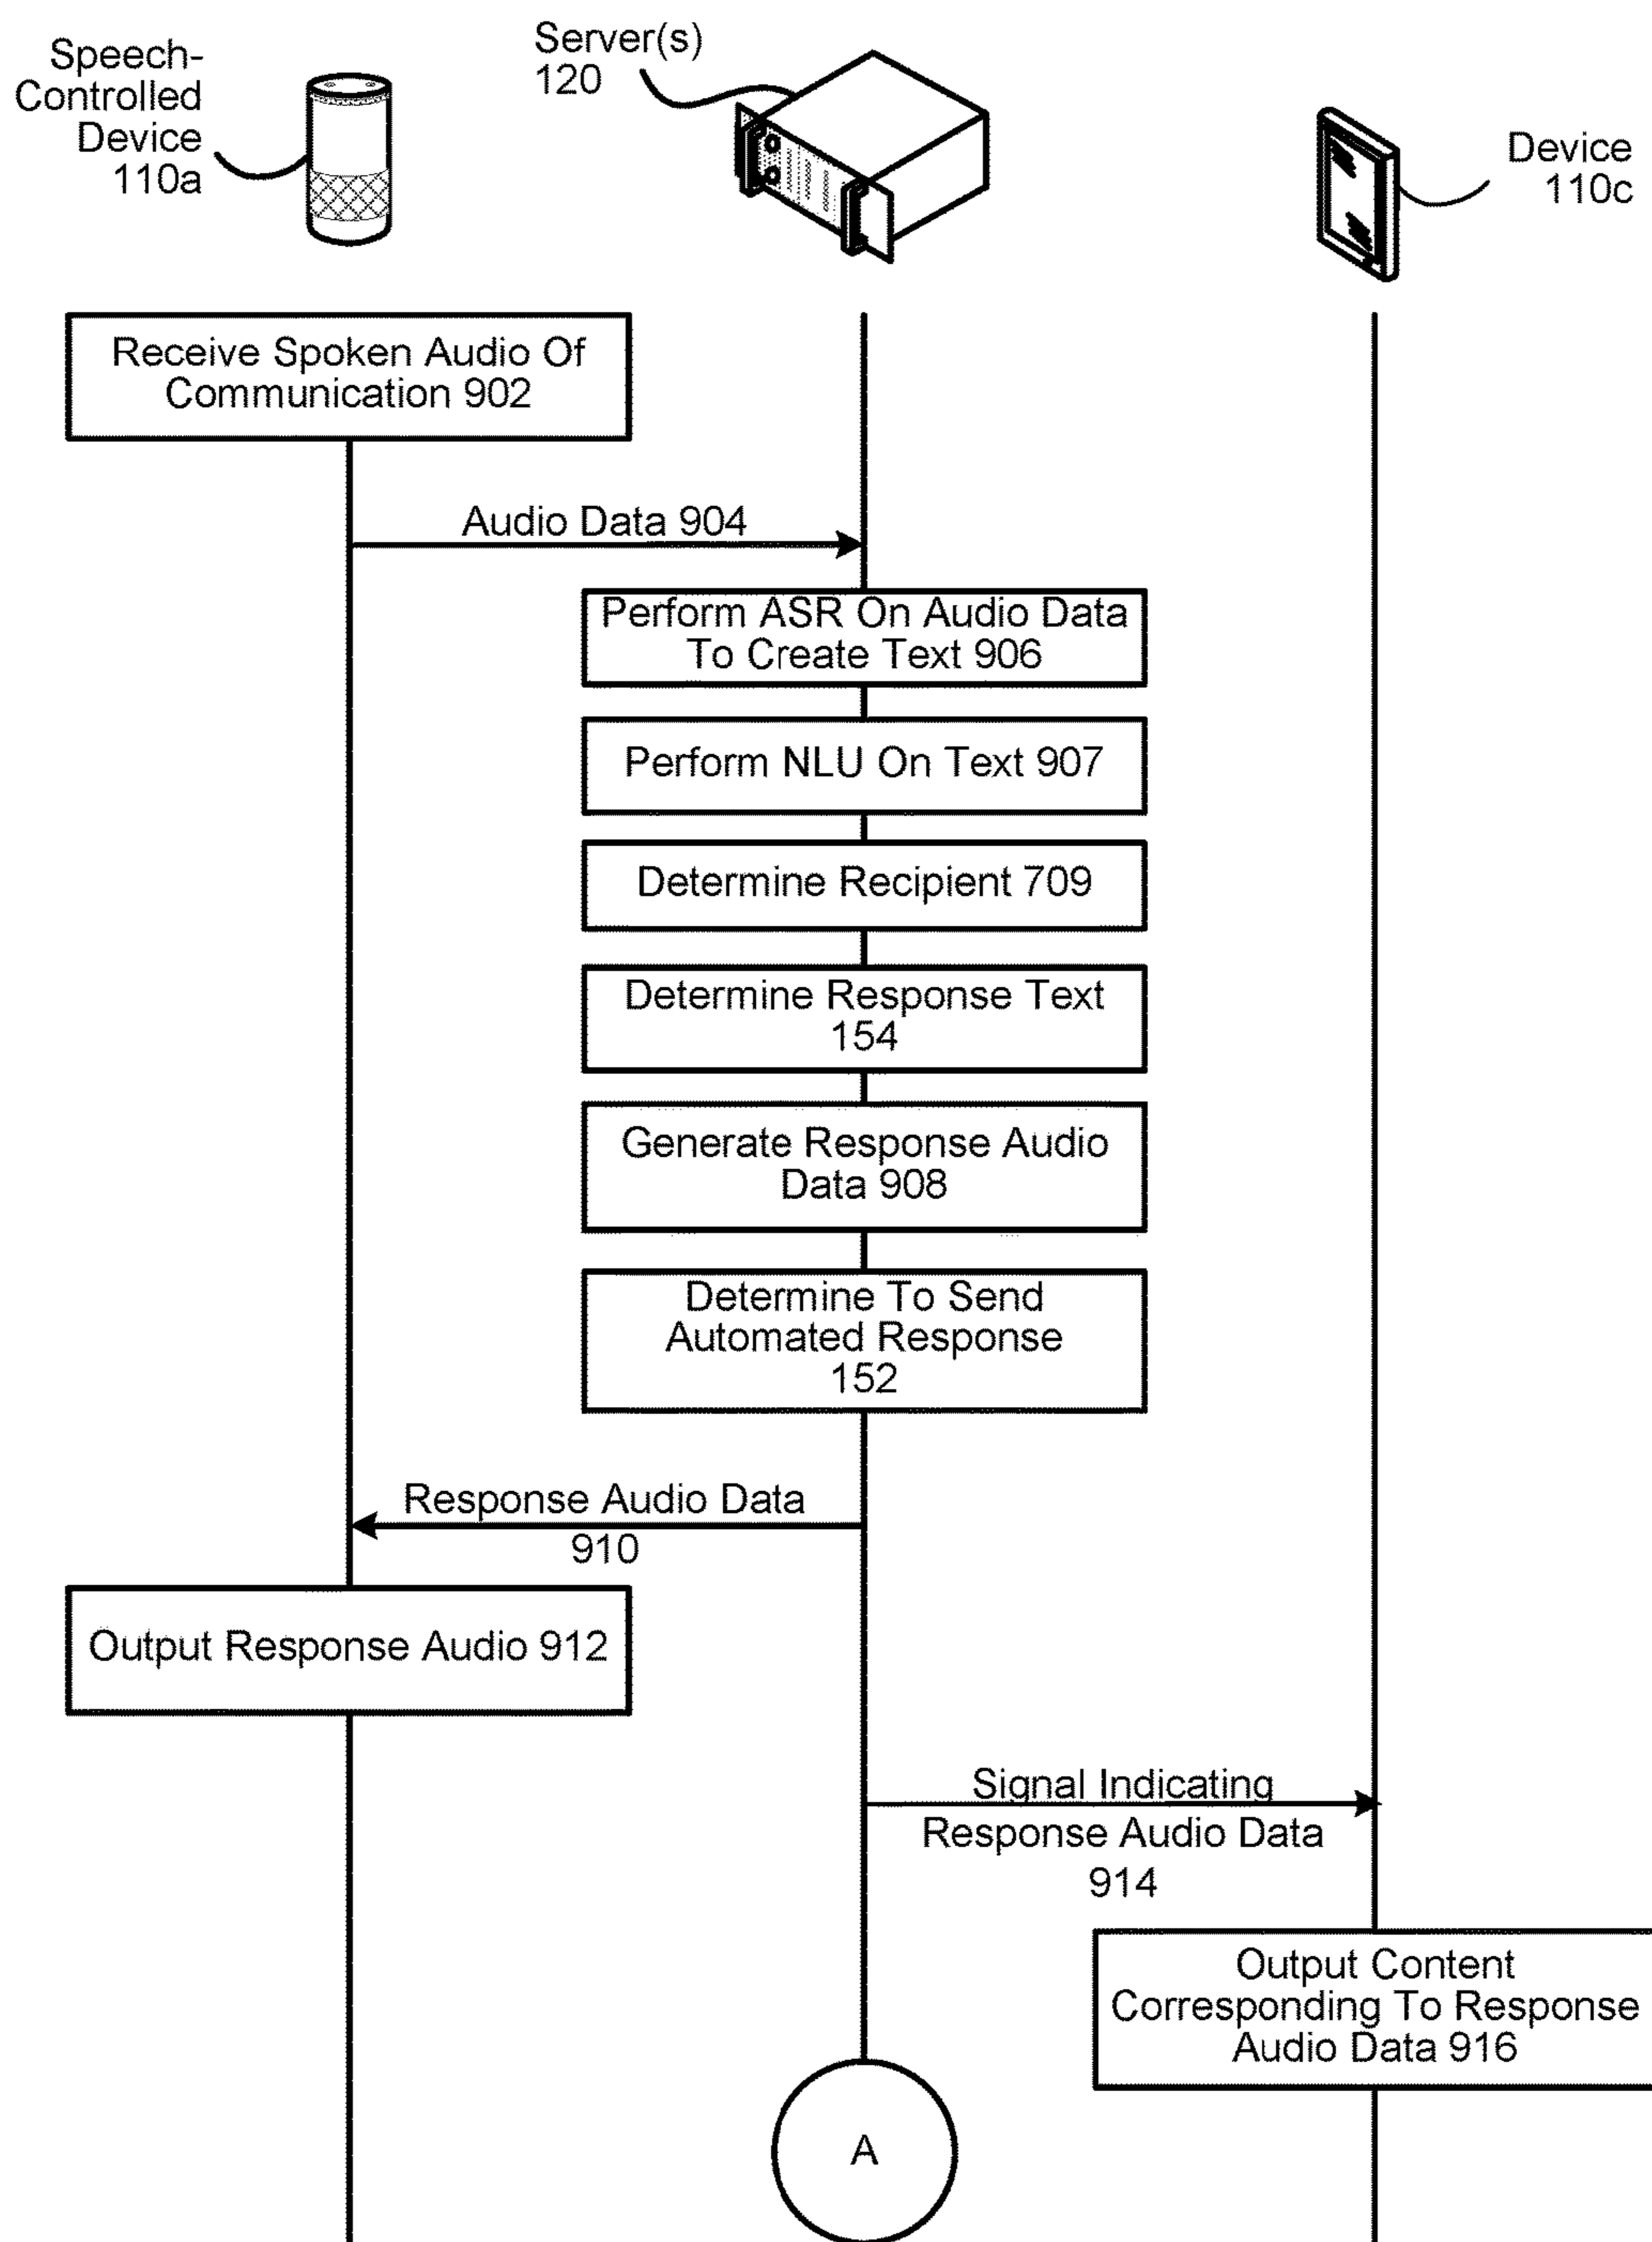 Speech-
Controlled
Device
110a
Server(s)
120
Device
110c
Receive Spoken Audio Of
Communication 902
Audio Data 904
Perform ASR On Audio Data
To Create Text 906
Perform NLU On Text 907
Determine Recipient 709
Determine Response Text
154
Generate Response Audio
Data 908
Determine To Send
Automated Response
152
Response Audio Data
910
Output Response Audio 912
Signal Indicating
Response Audio Data
914
Output Content
Corresponding To Response
Audio Data 916
A